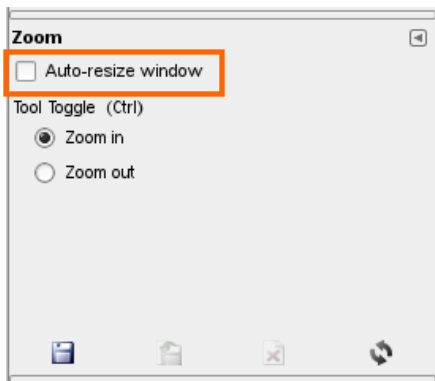 Zoom
Auto-resize window
Tool Toggle  (Ctrl)
Zoom in
Zoom out